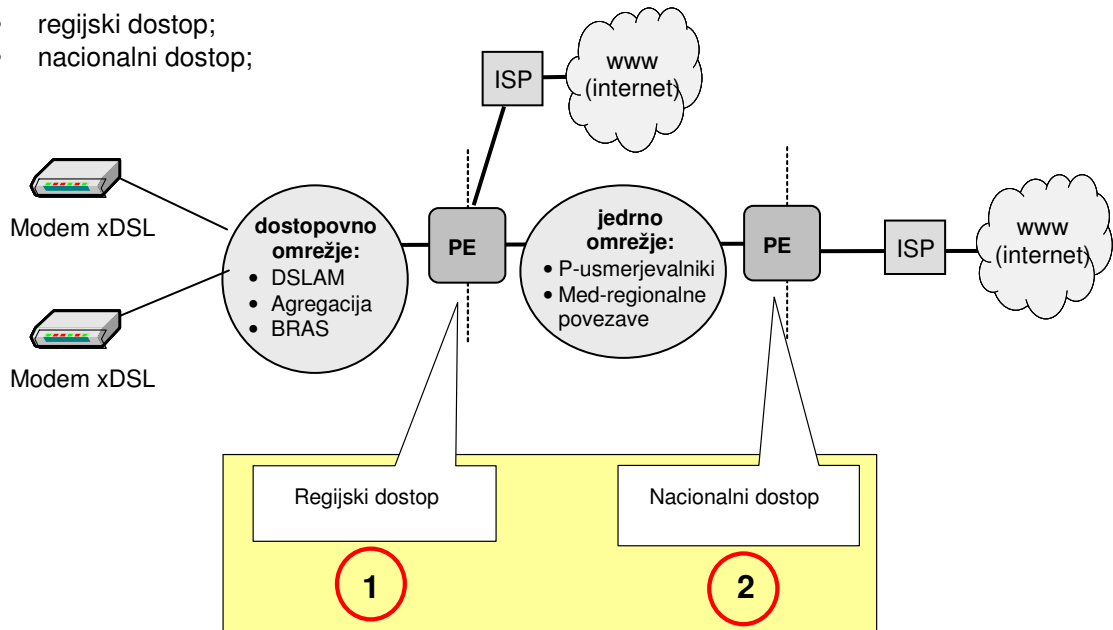 • regijski dostop;
• nacionalni dostop;
www
(internet)
ISP
Modem xDSL
dostopovno
omrežje:
• DSLAM
• Agregacija
• BRAS
PE
jedrno
omrežje:
• P-usmerjevalniki
• Med-regionalne
povezave
PE
ISP
www
(internet)
Modem xDSL
Regijski dostop
Nacionalni dostop
1
2